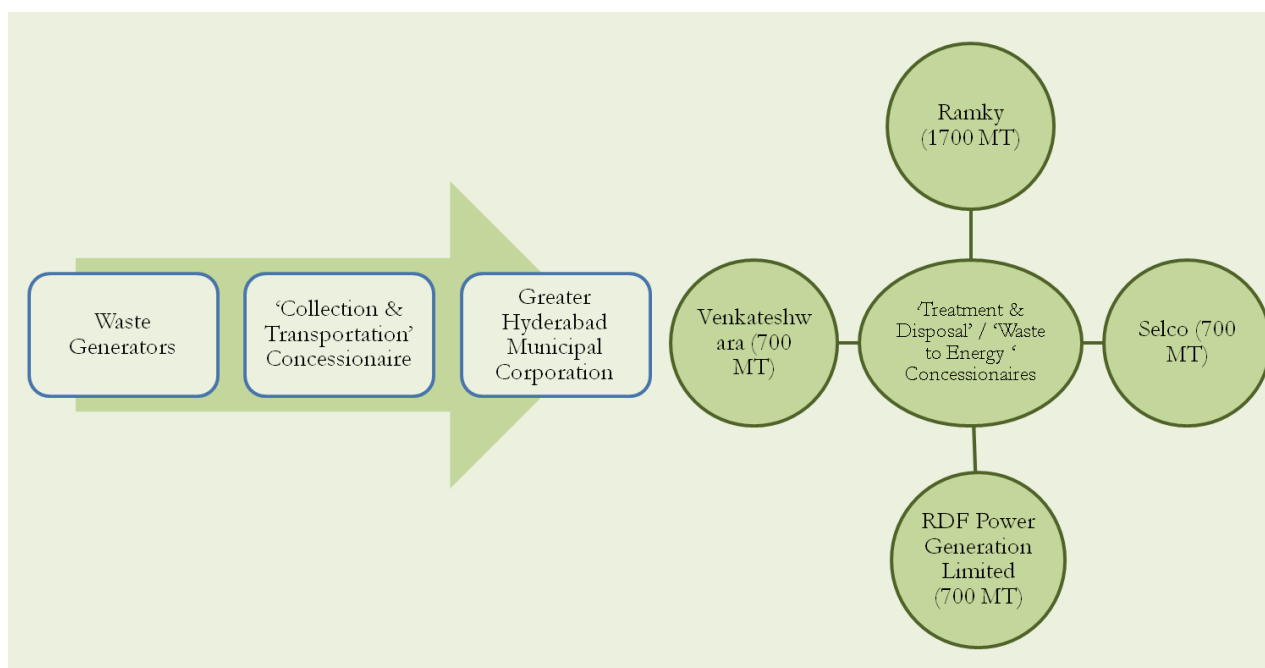 Waste
Generators
‘Collection &
Transportation’
Concessionaire
Greater
Hyderabad
Municipal
Corporation
Ramky
(1700 MT)
Venkateshw
ara (700
MT)
‘Treatment &
Disposal’ / ‘Waste
to Energy ‘
Concessionaires
Selco (700
MT)
RDF Power
Generation
Limited
(700 MT)